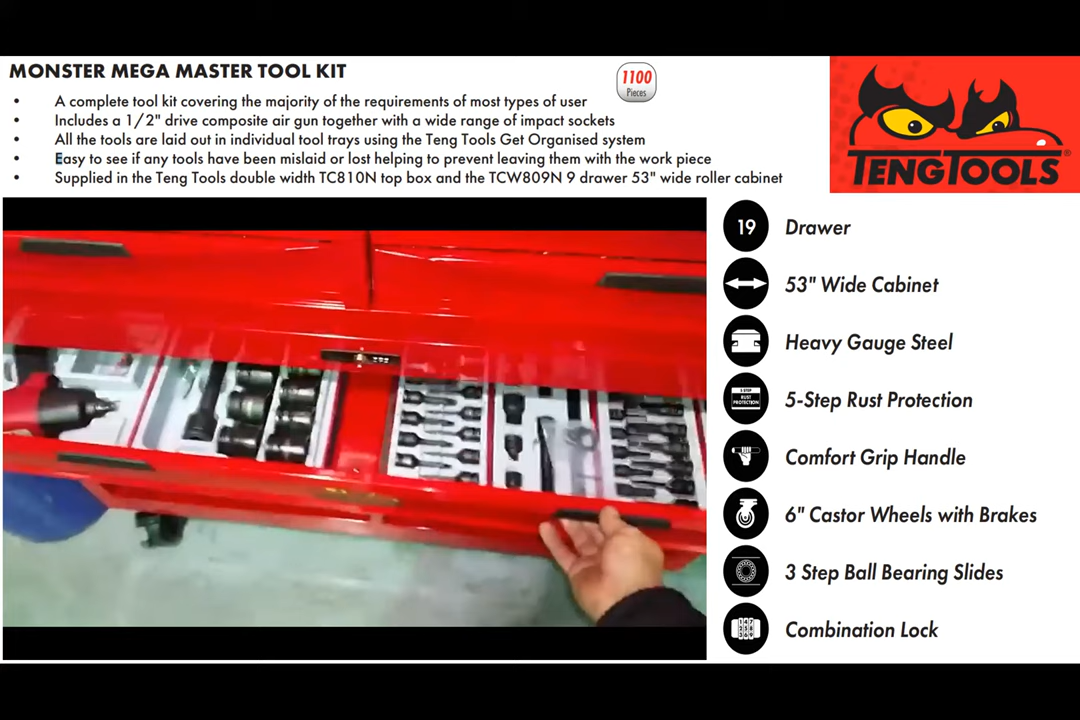 MONSTER MEGA MASTER TOOL KIT
1100
Pieces
• A complete tool kit covering the majority of the requirements of most types of user
• Includes a 1/2" drive composite air gun together with a wide range of impact sockets
• All the tools are laid out in individual tool trays using the Teng Tools Get Organised system
• Easy to see if any tools have been mislaid or lost helping to prevent leaving them with the work piece
• Supplied in the Teng Tools double width TC810N top box and the TCW809N 9 drawer 53" wide roller cabinet
TENGTOOLS®
19 Drawer
53" Wide Cabinet
Heavy Gauge Steel
5 STEP
RUST
PROTECTION
5-Step Rust Protection
Comfort Grip Handle
6" Castor Wheels with Brakes
3 Step Ball Bearing Slides
Combination Lock